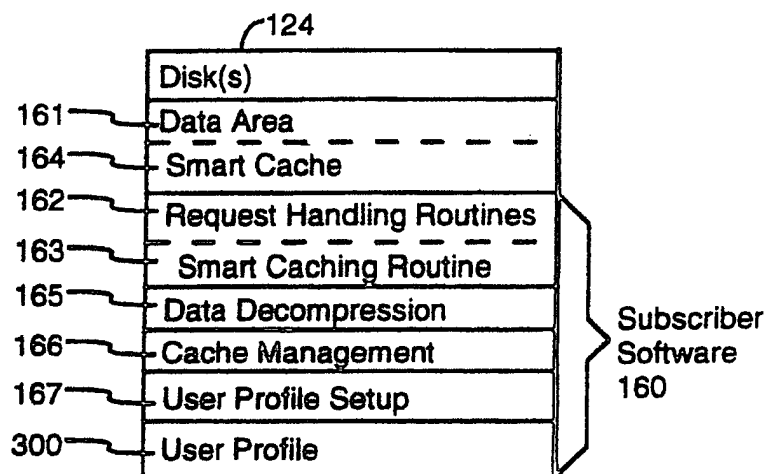 124
Disk(s)
161 Data Area
164 Smart Cache
162 Request Handling Routines
163 Smart Caching Routine
165 Data Decompression
166 Cache Management
167 User Profile Setup
300 User Profile
Subscriber
Software
160